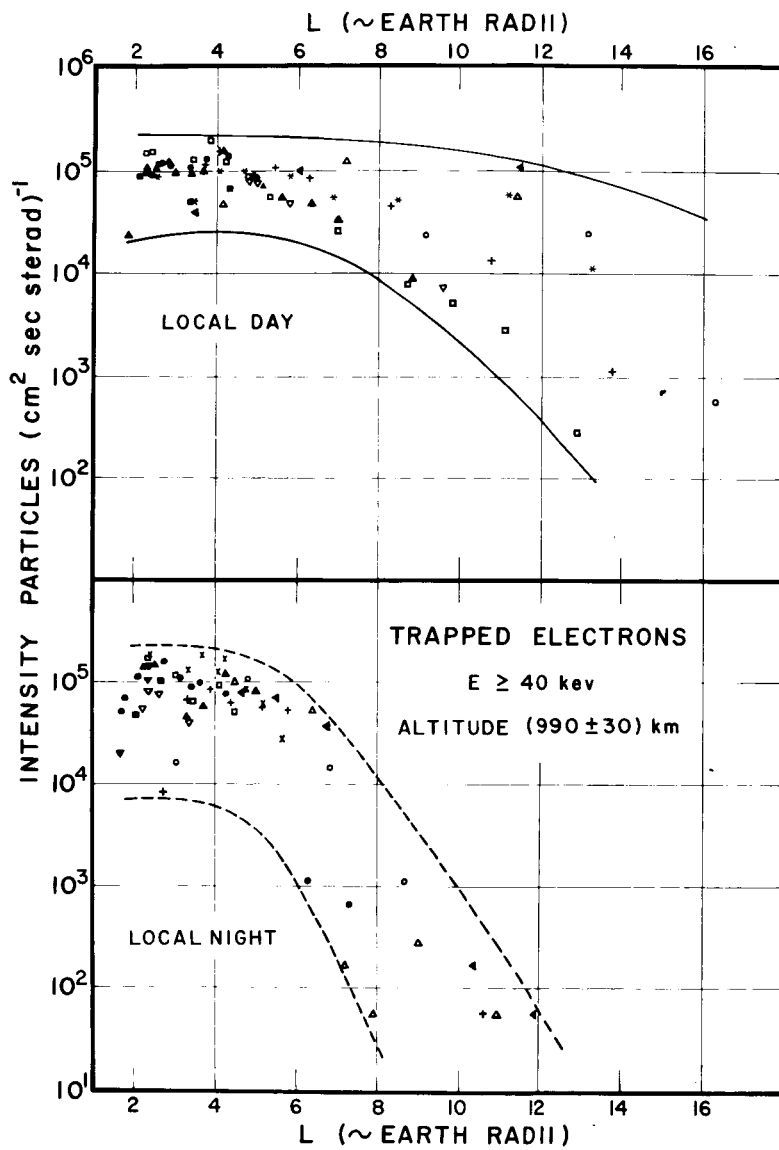 L (~EARTH RADII)
2 4 6 8 10 12 14 16
10^6
10^5
10^4
10^3
10^2
LOCAL DAY
INTENSITY PARTICLES (cm^2 sec sterad)^-1
TRAPPED ELECTRONS
E ≥ 40 kev
ALTITUDE (990±30) km
10^5
10^4
10^3
10^2
10^1
LOCAL NIGHT
2 4 6 8 10 12 14 16
L (~EARTH RADII)